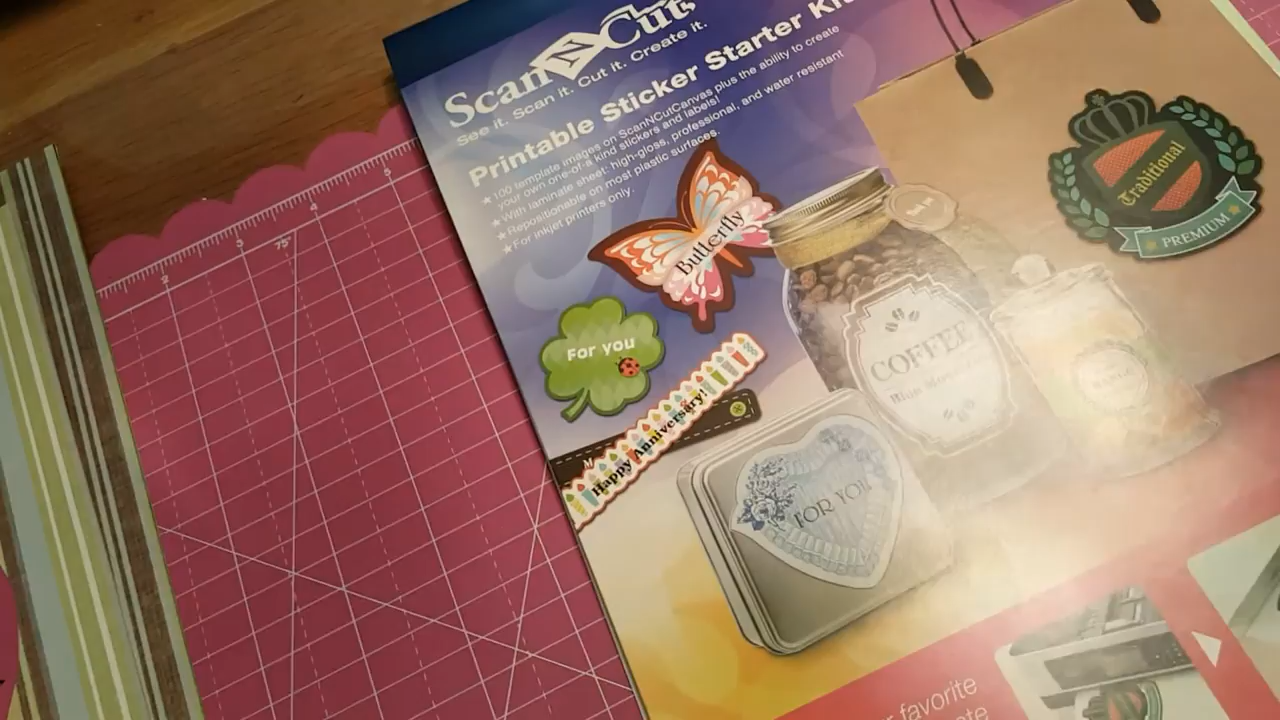 ScanNCut
See it. Scan it. Cut it. Create it.
Printable Sticker Starter Kit
★ 100 template images on ScanNCutCanvas plus the ability to create
your own one-of-a kind stickers and labels!
★ With laminate sheet: high-gloss, professional, and water resistant
★ Repositionable on most plastic surfaces.
★ For inkjet printers only.
Butterfly
For you
Happy Anniversary!
COFFEE
Blue
FOR YOU
Traditional
PREMIUM
2
3
4
5
75°
favorite